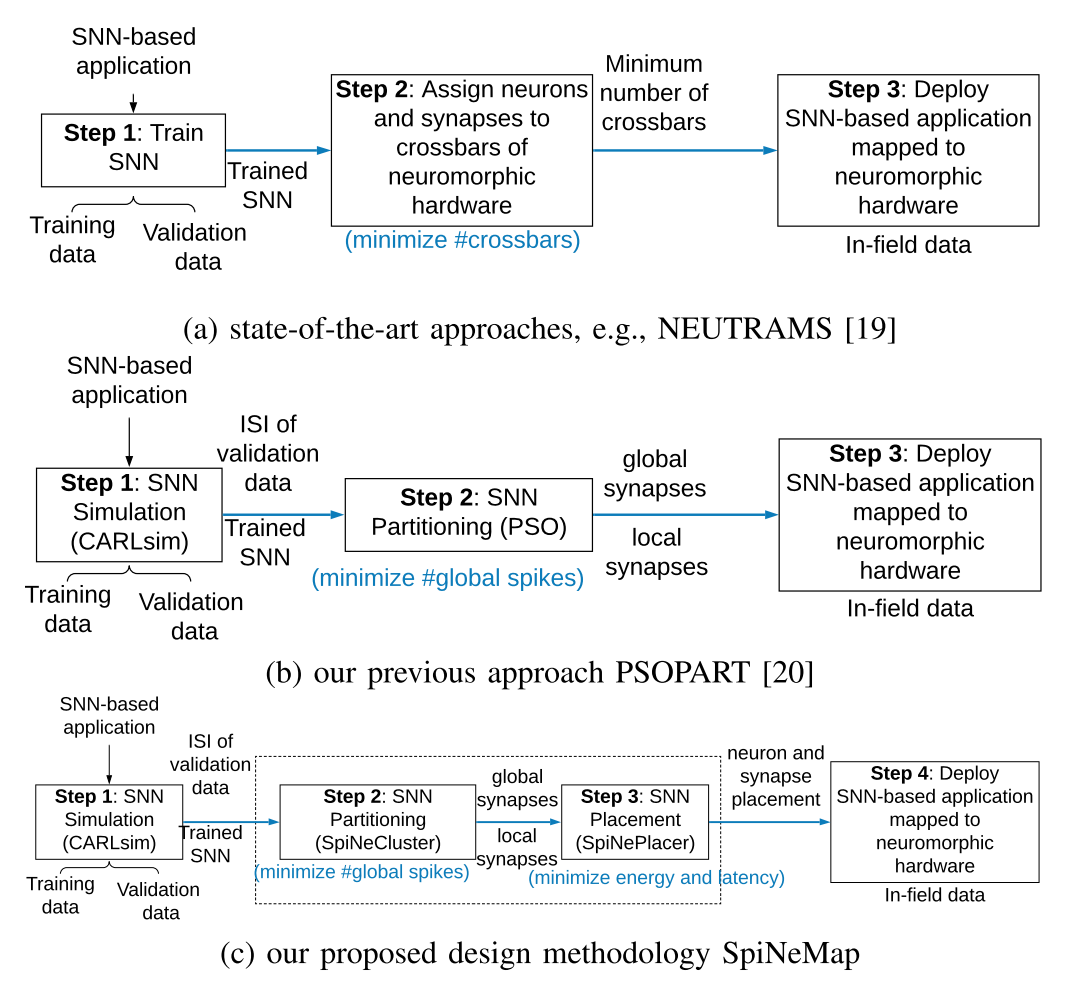 SNN-based
application
Step 1: Train
SNN
Training
data
Validation
data
Trained
SNN
Step 2: Assign neurons
and synapses to
crossbars of
neuromorphic
hardware
(minimize #crossbars)
Minimum
number of
crossbars
Step 3: Deploy
SNN-based application
mapped to
neuromorphic
hardware
In-field data
(a) state-of-the-art approaches, e.g., NEUTRAMS [19]
SNN-based
application
Step 1: SNN
Simulation
(CARLsim)
Training
data
Validation
data
ISI of
validation
data
Trained
SNN
Step 2: SNN
Partitioning (PSO)
(minimize #global spikes)
global
synapses
local
synapses
Step 3: Deploy
SNN-based application
mapped to
neuromorphic
hardware
In-field data
(b) our previous approach PSOPART [20]
SNN-based
application
Step 1: SNN
Simulation
(CARLsim)
Training
data
Validation
data
ISI of
validation
data
Trained
SNN
Step 2: SNN
Partitioning
(SpiNeCluster)
(minimize #global spikes)
global
synapses
local
synapses
Step 3: SNN
Placement
(SpiNePlacer)
(minimize energy and latency)
neuron and
synapse
placement
Step 4: Deploy
SNN-based application
mapped to
neuromorphic
hardware
In-field data
(c) our proposed design methodology SpiNeMap